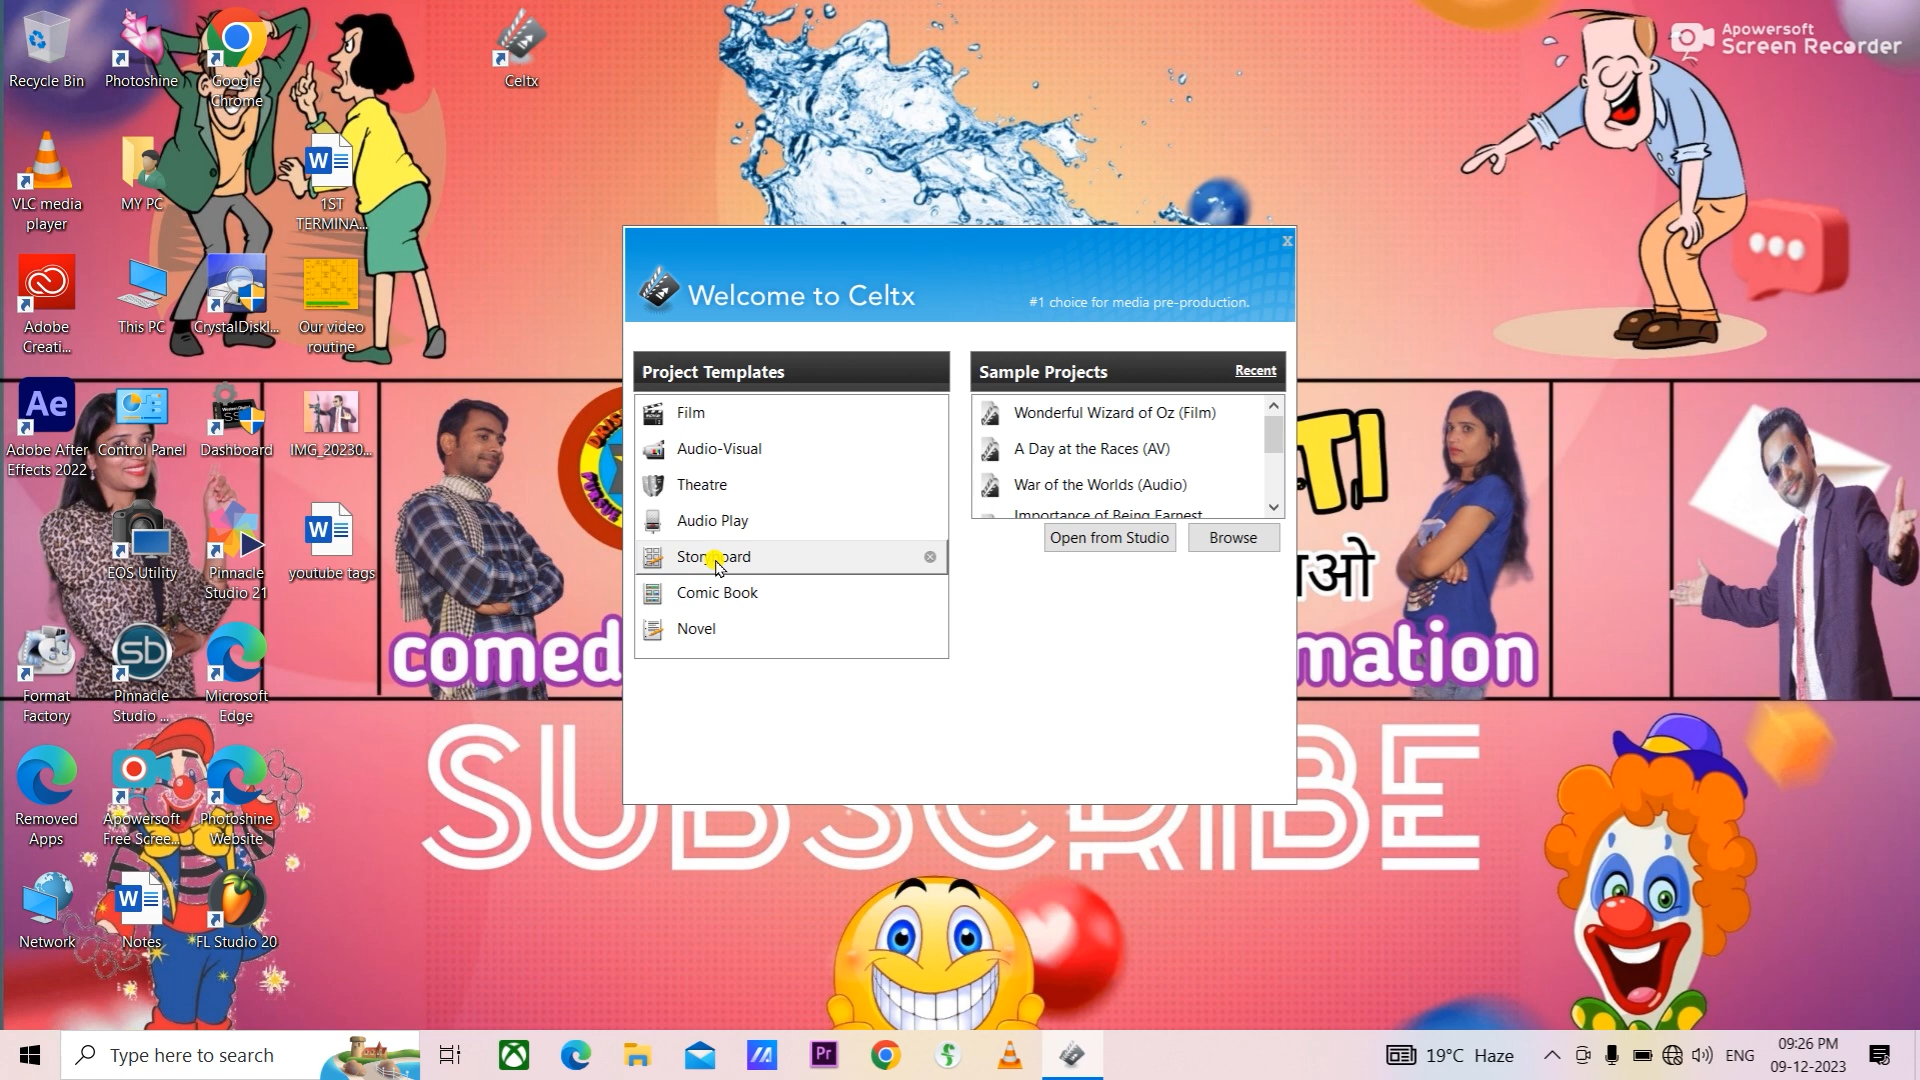 Recycle Bin
Photoshine
Google Chrome
Celtx
Apowersoft
Screen Recorder
VLC media player
MY PC
1ST TERMINA...
Adobe Creati...
This PC
CrystalDiskI...
Our video routine
Adobe After Effects 2022
Control Panel
Dashboard
IMG_20230...
EOS Utility
Pinnacle Studio 21
youtube tags
Format Factory
Pinnacle Studio ...
Microsoft Edge
Removed Apps
Apowersoft Free Scree...
Photoshine Website
Network
Notes
FL Studio 20
Welcome to Celtx
#1 choice for media pre-production.
Project Templates
Film
Audio-Visual
Theatre
Audio Play
Storyboard
Comic Book
Novel
Sample Projects
Recent
Wonderful Wizard of Oz (Film)
A Day at the Races (AV)
War of the Worlds (Audio)
Importance of Being Earnest
Open from Studio
Browse
comed
mation
SUBSCRIBE
Type here to search
19°C Haze
ENG
09:26 PM
09-12-2023